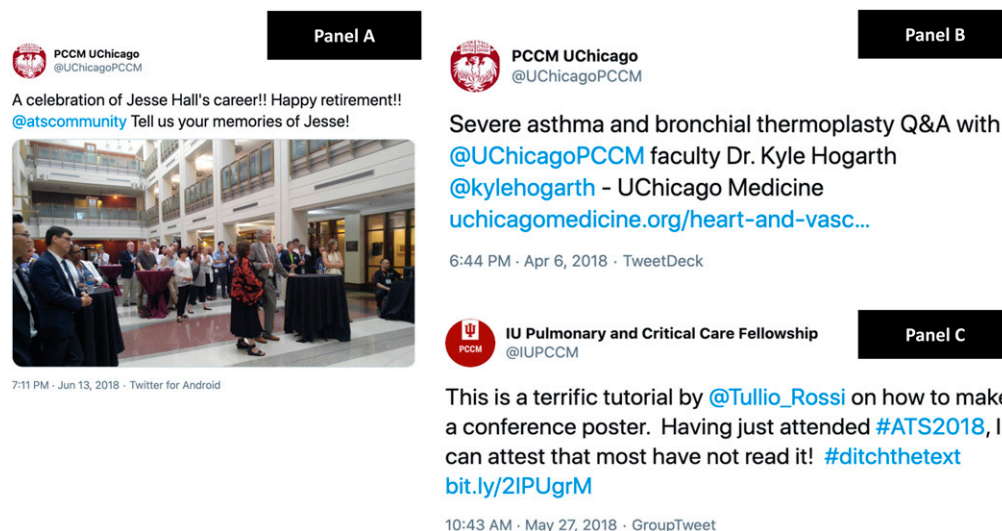 Panel A
PCCM UChicago
@UChicagoPCCM
A celebration of Jesse Hall's career!! Happy retirement!!
@atscommunity Tell us your memories of Jesse!
7:11 PM · Jun 13, 2018 · Twitter for Android
Panel B
PCCM UChicago
@UChicagoPCCM
Severe asthma and bronchial thermoplasty Q&A with
@UChicagoPCCM faculty Dr. Kyle Hogarth
@kylehogarth - UChicago Medicine
uchicagomedicine.org/heart-and-vasc...
6:44 PM · Apr 6, 2018 · TweetDeck
Panel C
PCCM
IU Pulmonary and Critical Care Fellowship
@IUPCCM
This is a terrific tutorial by @Tullio_Rossi on how to make
a conference poster. Having just attended #ATS2018, I
can attest that most have not read it! #ditchthetext
bit.ly/2IPUgrM
10:43 AM · May 27, 2018 · GroupTweet